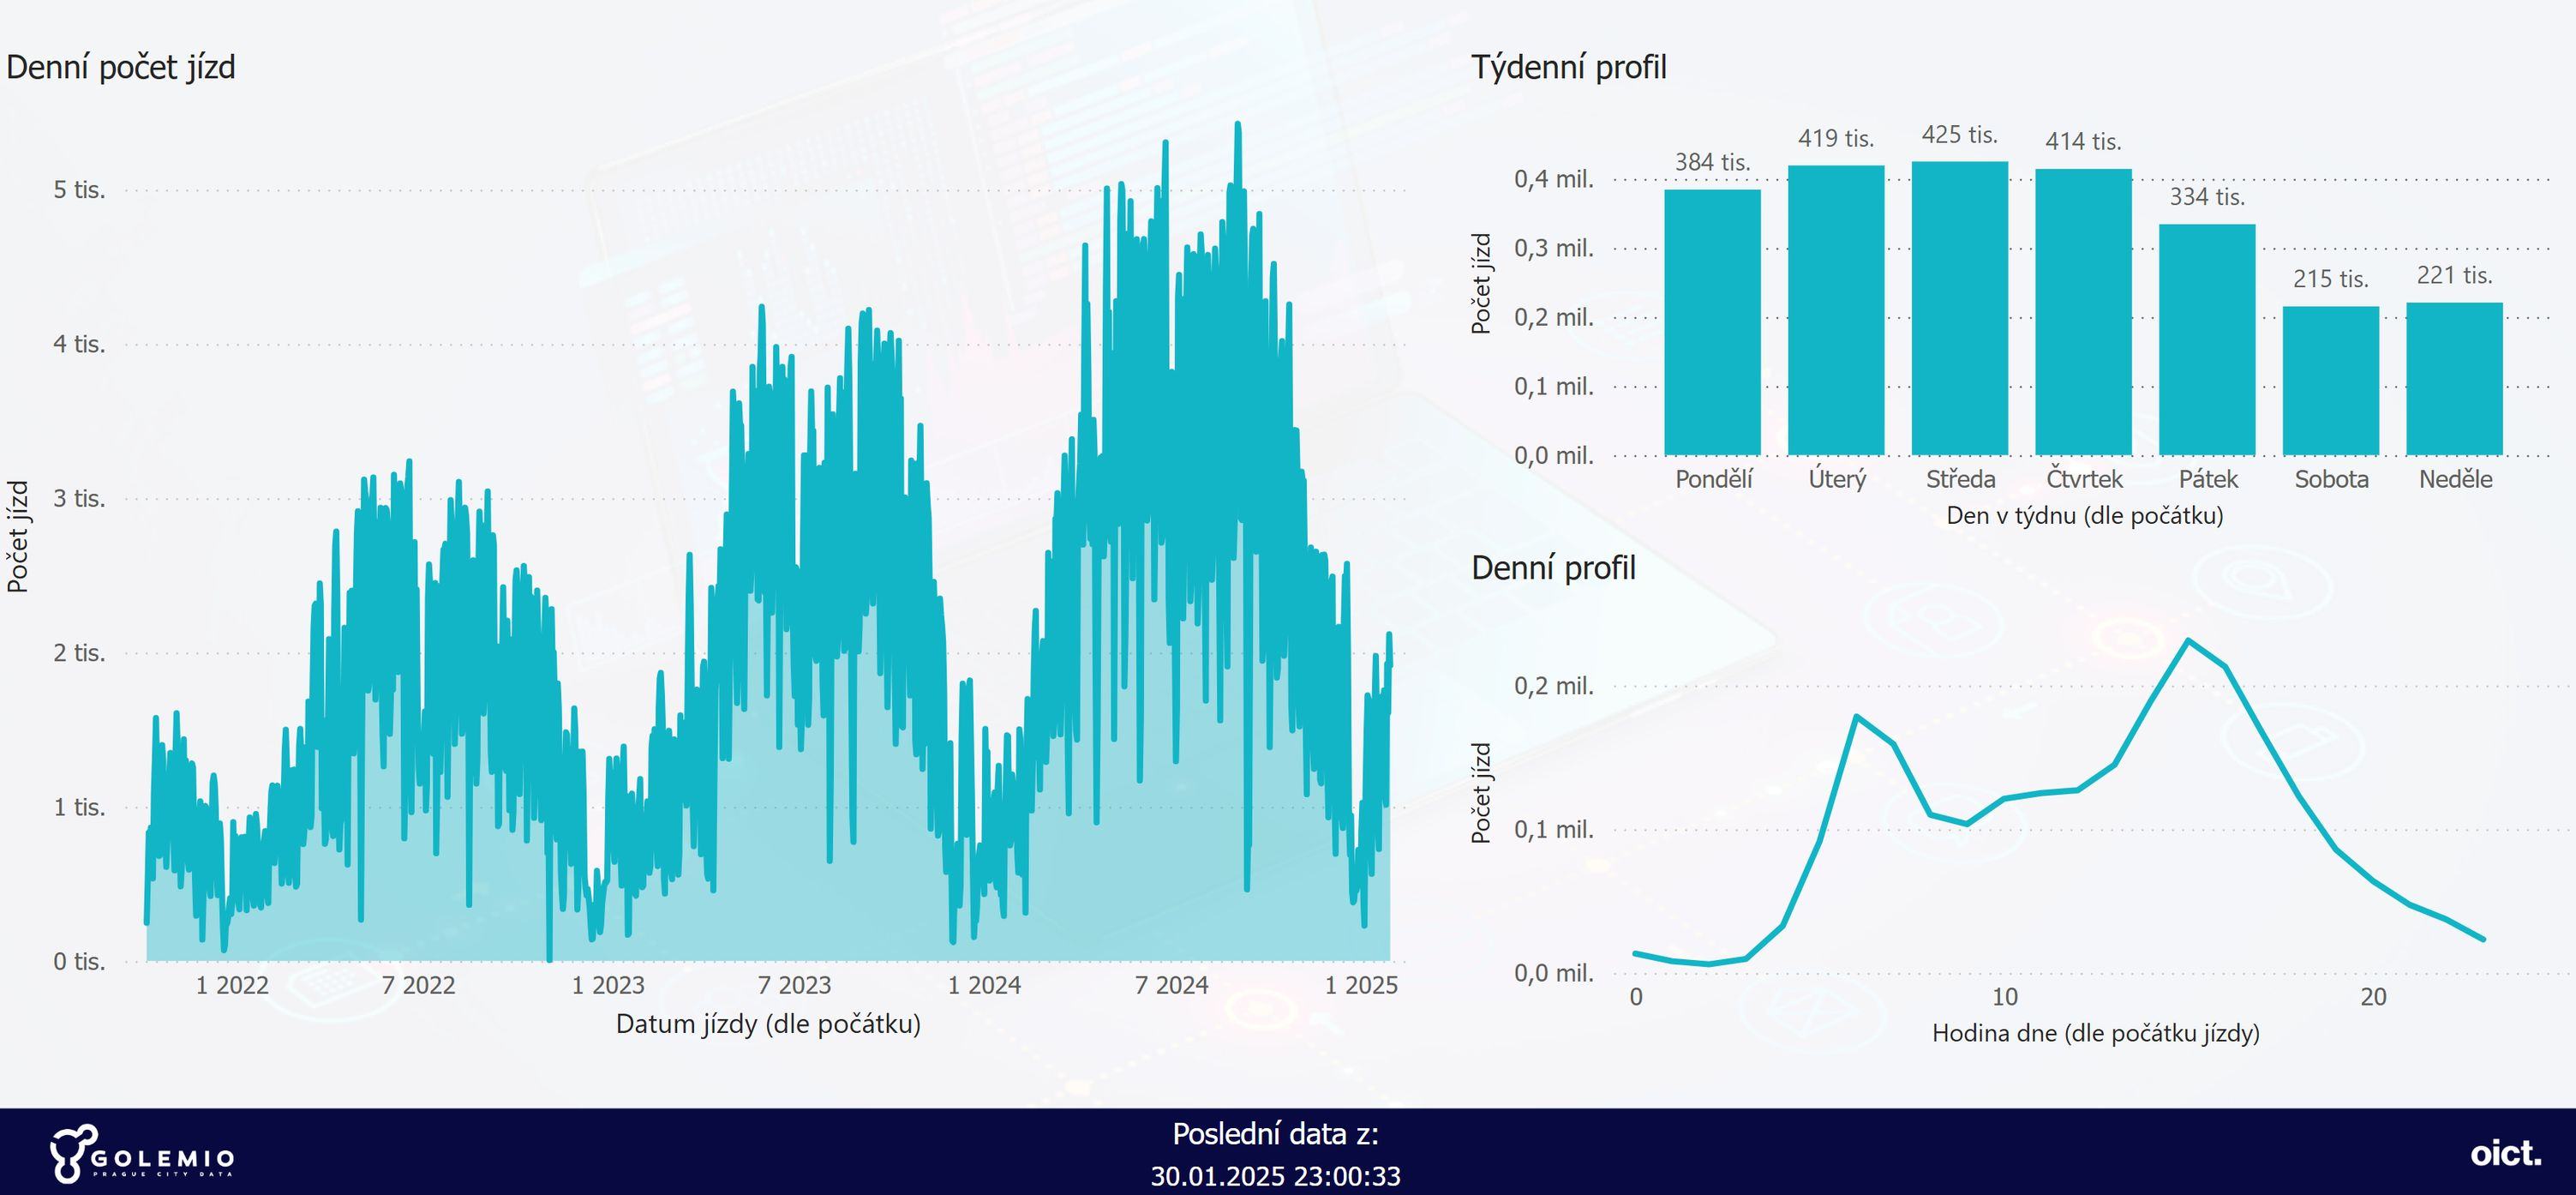 Denní počet jízd
Počet jízd
5 tis.
4 tis.
3 tis.
2 tis.
1 tis.
0 tis.
1 2022
7 2022
1 2023
7 2023
1 2024
7 2024
1 2025
Datum jízdy (dle počátku)
Týdenní profil
Počet jízd
0,4 mil.
0,3 mil.
0,2 mil.
0,1 mil.
0,0 mil.
384 tis.
419 tis.
425 tis.
414 tis.
334 tis.
215 tis.
221 tis.
Pondělí
Úterý
Středa
Čtvrtek
Pátek
Sobota
Neděle
Den v týdnu (dle počátku)
Denní profil
Počet jízd
0,2 mil.
0,1 mil.
0,0 mil.
0
10
20
Hodina dne (dle počátku jízdy)
GOLEMIO
PRAGUE CITY DATA
Poslední data z:
30.01.2025 23:00:33
oict.